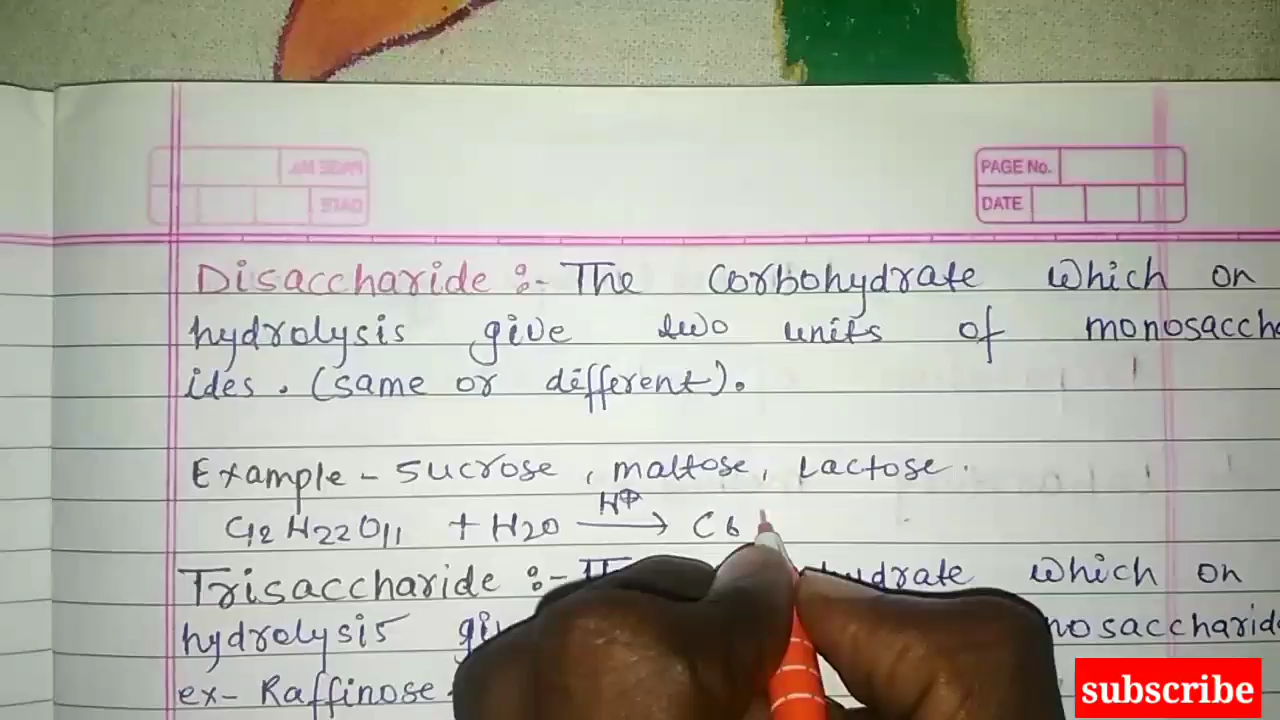 PAGE No.
DATE
Disaccharide :- The Corbohydrate which on
hydrolysis give two units of monosacch
ides. (same or different).
Example - Sucrose , maltose, Lactose.
C12 H22 O11 + H2O H⊕ → C6
Trisaccharide :- hydrate which on
hydrolysis nosaccharid
ex- Raffinose
subscribe